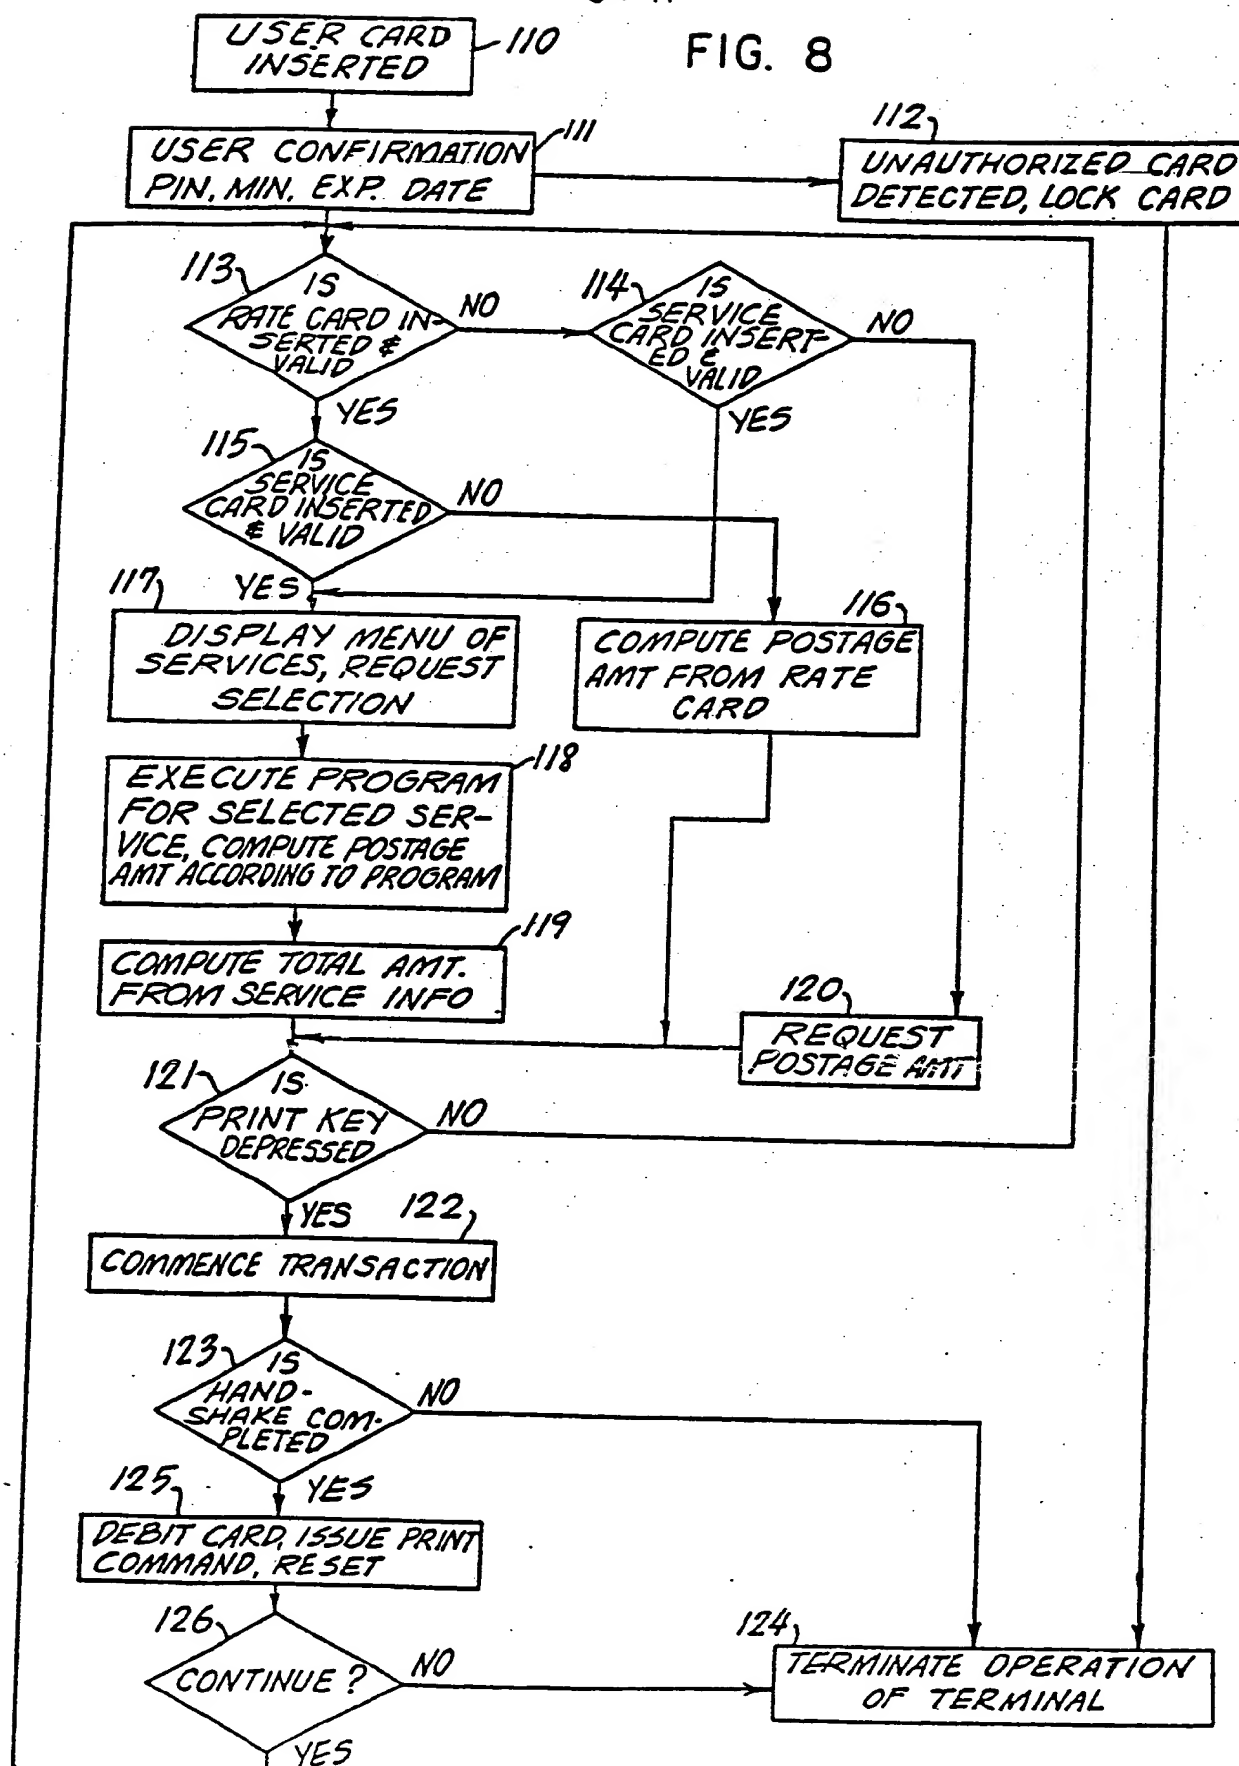 FIG. 8
USER CARD
INSERTED
110
USER CONFIRMATION
PIN, MIN. EXP. DATE
111
112
UNAUTHORIZED CARD
DETECTED, LOCK CARD
113
IS
RATE CARD IN-
SERTED &
VALID
NO
YES
114
IS
SERVICE
CARD INSERT-
ED &
VALID
NO
YES
115
IS
SERVICE
CARD INSERTED
& VALID
NO
YES
116
COMPUTE POSTAGE
AMT FROM RATE
CARD
117
DISPLAY MENU OF
SERVICES, REQUEST
SELECTION
118
EXECUTE PROGRAM
FOR SELECTED SER-
VICE, COMPUTE POSTAGE
AMT ACCORDING TO PROGRAM
119
COMPUTE TOTAL AMT.
FROM SERVICE INFO
120
REQUEST
POSTAGE AMT
121
IS
PRINT KEY
DEPRESSED
NO
YES
122
COMMENCE TRANSACTION
123
IS
HAND-
SHAKE COM-
PLETED
NO
YES
125
DEBIT CARD, ISSUE PRINT
COMMAND, RESET
126
CONTINUE ?
NO
YES
124
TERMINATE OPERATION
OF TERMINAL